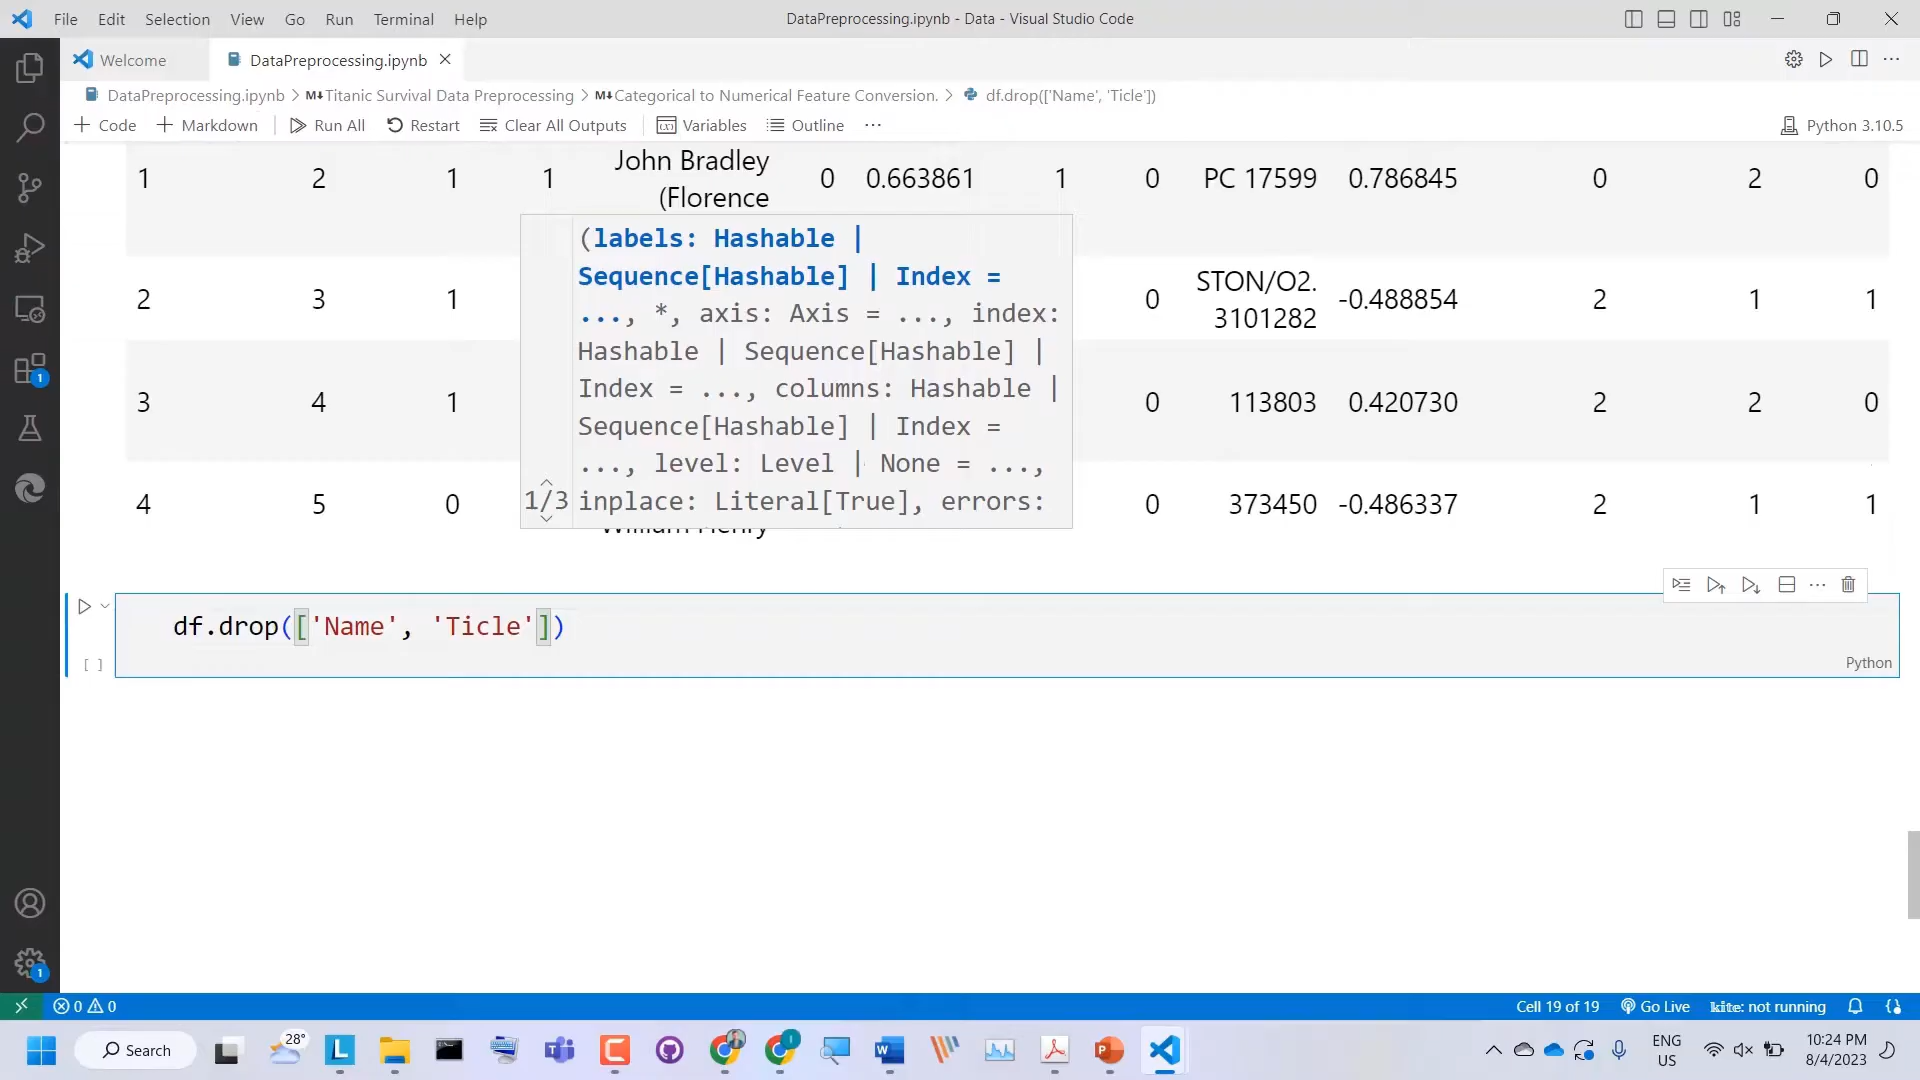 File Edit Selection View Go Run Terminal Help
DataPreprocessing.ipynb - Data - Visual Studio Code
Welcome
DataPreprocessing.ipynb
DataPreprocessing.ipynb > M↓Titanic Survival Data Preprocessing > M↓Categorical to Numerical Feature Conversion. > df.drop(['Name', 'Ticle'])
+ Code + Markdown Run All Restart Clear All Outputs Variables Outline ...
Python 3.10.5
John Bradley
1 2 1 1 0 0.663861 1 0 PC 17599 0.786845 0 2 0
(Florence
(labels: Hashable |
Sequence[Hashable] | Index =
..., *, axis: Axis = ..., index:
Hashable | Sequence[Hashable] |
Index = ..., columns: Hashable |
Sequence[Hashable] | Index =
..., level: Level | None = ...,
1/3 inplace: Literal[True], errors:
STON/O2.
2 3 1 0 -0.488854 2 1 1
3101282
3 4 1 0 113803 0.420730 2 2 0
4 5 0 0 373450 -0.486337 2 1 1
William Henry
df.drop(['Name', 'Ticle'])
[ ]
Python
1
1
0 0
Cell 19 of 19 Go Live kite: not running
Search
28°
ENG
US
10:24 PM
8/4/2023